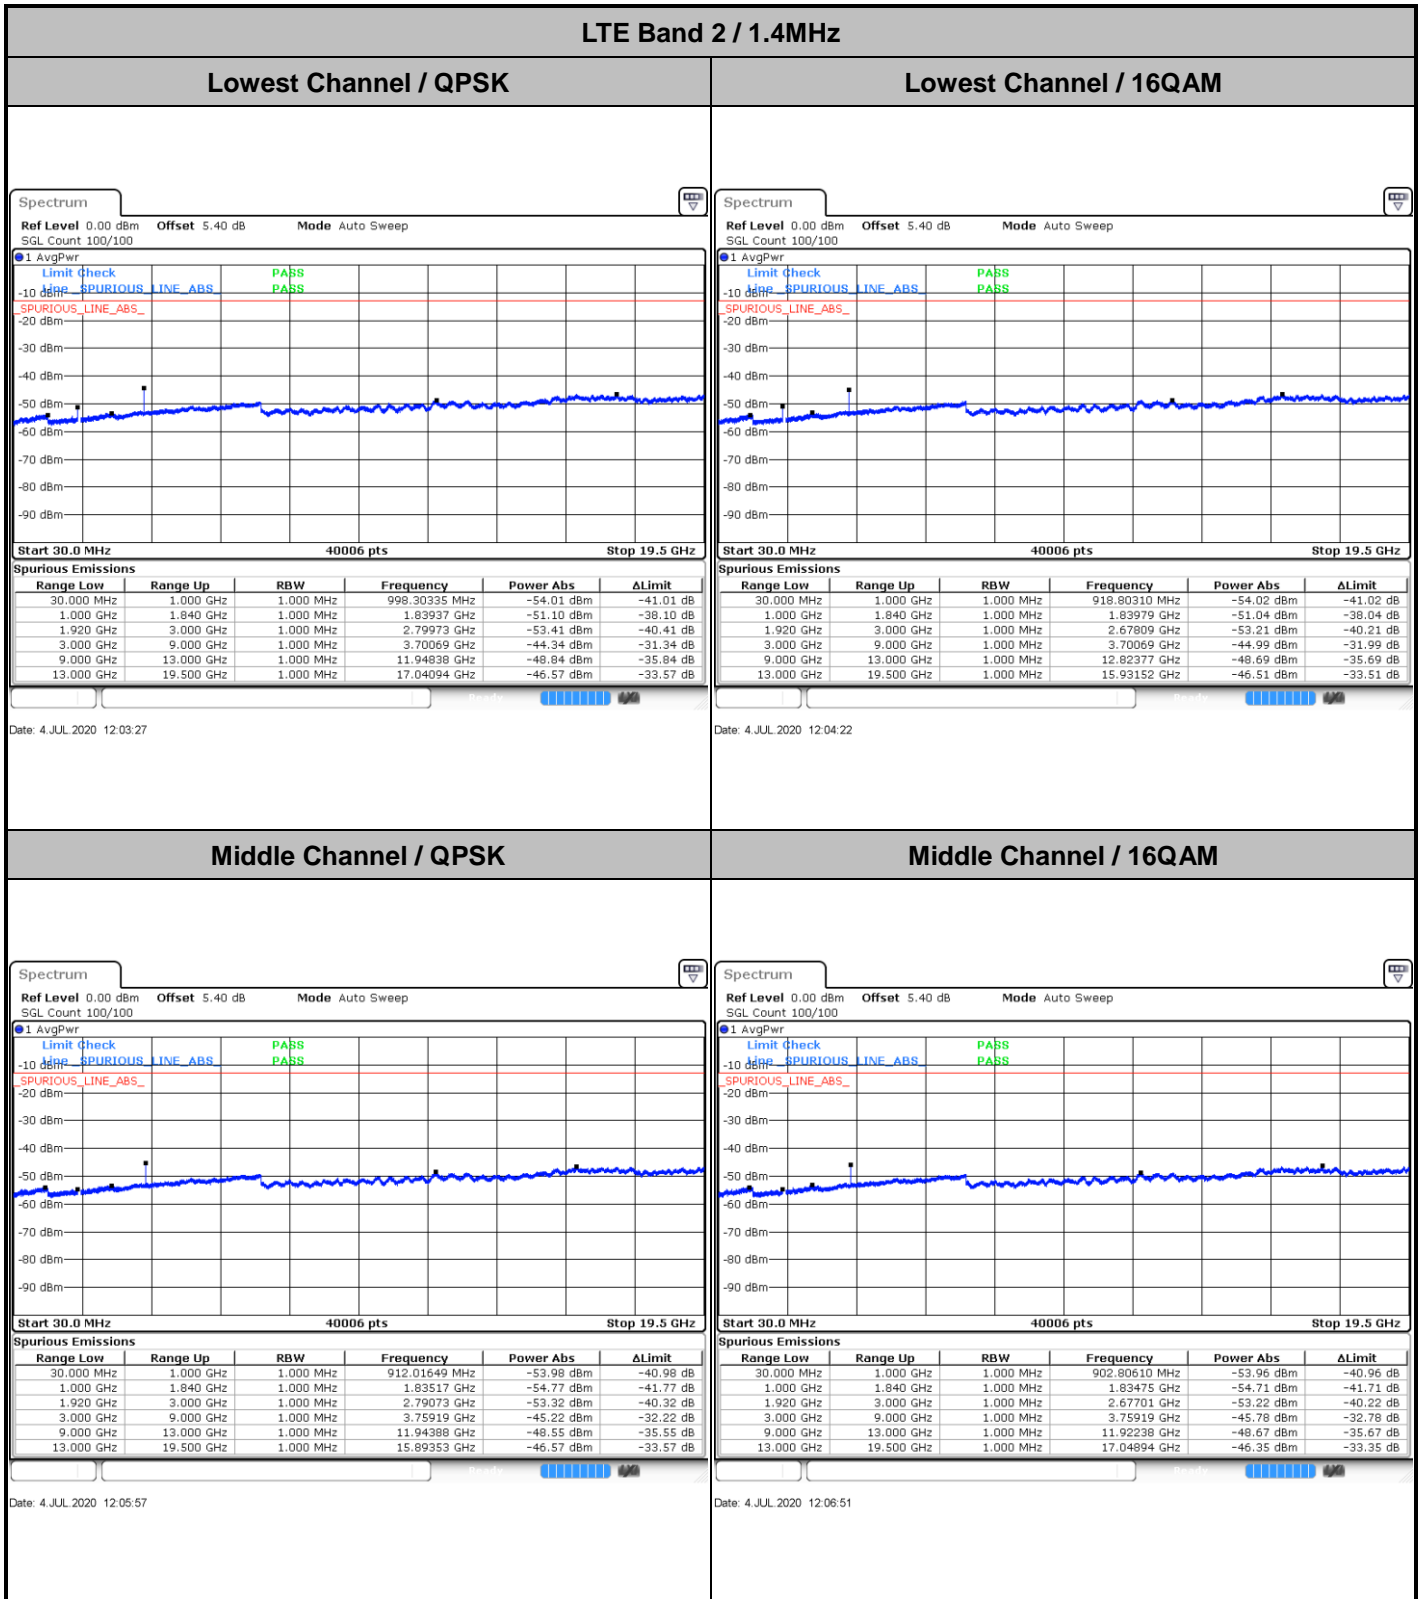 LTE Band 2 / 1.4MHz
Lowest Channel / QPSK
Lowest Channel / 16QAM
Spectrum
Ref Level 0.00 dBm Offset 5.40 dB Mode Auto Sweep
SGL Count 100/100
1 AvgPwr
Limit Check PASS
Line _SPURIOUS_LINE_ABS_ PASS
-10 dBm
_SPURIOUS_LINE_ABS_
-20 dBm
-30 dBm
-40 dBm
-50 dBm
-60 dBm
-70 dBm
-80 dBm
-90 dBm
Start 30.0 MHz 40006 pts Stop 19.5 GHz
Spurious Emissions
Range Low Range Up RBW Frequency Power Abs ΔLimit
30.000 MHz 1.000 GHz 1.000 MHz 998.30335 MHz -54.01 dBm -41.01 dB
1.000 GHz 1.840 GHz 1.000 MHz 1.83937 GHz -51.10 dBm -38.10 dB
1.920 GHz 3.000 GHz 1.000 MHz 2.79973 GHz -53.41 dBm -40.41 dB
3.000 GHz 9.000 GHz 1.000 MHz 3.70069 GHz -44.34 dBm -31.34 dB
9.000 GHz 13.000 GHz 1.000 MHz 11.94838 GHz -48.84 dBm -35.84 dB
13.000 GHz 19.500 GHz 1.000 MHz 17.04094 GHz -46.57 dBm -33.57 dB
Ready
Date: 4.JUL.2020 12:03:27
Spectrum
Ref Level 0.00 dBm Offset 5.40 dB Mode Auto Sweep
SGL Count 100/100
1 AvgPwr
Limit Check PASS
Line _SPURIOUS_LINE_ABS_ PASS
-10 dBm
_SPURIOUS_LINE_ABS_
-20 dBm
-30 dBm
-40 dBm
-50 dBm
-60 dBm
-70 dBm
-80 dBm
-90 dBm
Start 30.0 MHz 40006 pts Stop 19.5 GHz
Spurious Emissions
Range Low Range Up RBW Frequency Power Abs ΔLimit
30.000 MHz 1.000 GHz 1.000 MHz 918.80310 MHz -54.02 dBm -41.02 dB
1.000 GHz 1.840 GHz 1.000 MHz 1.83979 GHz -51.04 dBm -38.04 dB
1.920 GHz 3.000 GHz 1.000 MHz 2.67809 GHz -53.21 dBm -40.21 dB
3.000 GHz 9.000 GHz 1.000 MHz 3.70069 GHz -44.99 dBm -31.99 dB
9.000 GHz 13.000 GHz 1.000 MHz 12.82377 GHz -48.69 dBm -35.69 dB
13.000 GHz 19.500 GHz 1.000 MHz 15.93152 GHz -46.51 dBm -33.51 dB
Ready
Date: 4.JUL.2020 12:04:22
Middle Channel / QPSK
Middle Channel / 16QAM
Spectrum
Ref Level 0.00 dBm Offset 5.40 dB Mode Auto Sweep
SGL Count 100/100
1 AvgPwr
Limit Check PASS
Line _SPURIOUS_LINE_ABS_ PASS
-10 dBm
_SPURIOUS_LINE_ABS_
-20 dBm
-30 dBm
-40 dBm
-50 dBm
-60 dBm
-70 dBm
-80 dBm
-90 dBm
Start 30.0 MHz 40006 pts Stop 19.5 GHz
Spurious Emissions
Range Low Range Up RBW Frequency Power Abs ΔLimit
30.000 MHz 1.000 GHz 1.000 MHz 912.01649 MHz -53.98 dBm -40.98 dB
1.000 GHz 1.840 GHz 1.000 MHz 1.83517 GHz -54.77 dBm -41.77 dB
1.920 GHz 3.000 GHz 1.000 MHz 2.79073 GHz -53.32 dBm -40.32 dB
3.000 GHz 9.000 GHz 1.000 MHz 3.75919 GHz -45.22 dBm -32.22 dB
9.000 GHz 13.000 GHz 1.000 MHz 11.94388 GHz -48.55 dBm -35.55 dB
13.000 GHz 19.500 GHz 1.000 MHz 15.89353 GHz -46.57 dBm -33.57 dB
Ready
Date: 4.JUL.2020 12:05:57
Spectrum
Ref Level 0.00 dBm Offset 5.40 dB Mode Auto Sweep
SGL Count 100/100
1 AvgPwr
Limit Check PASS
Line _SPURIOUS_LINE_ABS_ PASS
-10 dBm
_SPURIOUS_LINE_ABS_
-20 dBm
-30 dBm
-40 dBm
-50 dBm
-60 dBm
-70 dBm
-80 dBm
-90 dBm
Start 30.0 MHz 40006 pts Stop 19.5 GHz
Spurious Emissions
Range Low Range Up RBW Frequency Power Abs ΔLimit
30.000 MHz 1.000 GHz 1.000 MHz 902.80610 MHz -53.96 dBm -40.96 dB
1.000 GHz 1.840 GHz 1.000 MHz 1.83475 GHz -54.71 dBm -41.71 dB
1.920 GHz 3.000 GHz 1.000 MHz 2.67701 GHz -53.22 dBm -40.22 dB
3.000 GHz 9.000 GHz 1.000 MHz 3.75919 GHz -45.78 dBm -32.78 dB
9.000 GHz 13.000 GHz 1.000 MHz 11.92238 GHz -48.67 dBm -35.67 dB
13.000 GHz 19.500 GHz 1.000 MHz 17.04894 GHz -46.35 dBm -33.35 dB
Ready
Date: 4.JUL.2020 12:06:51